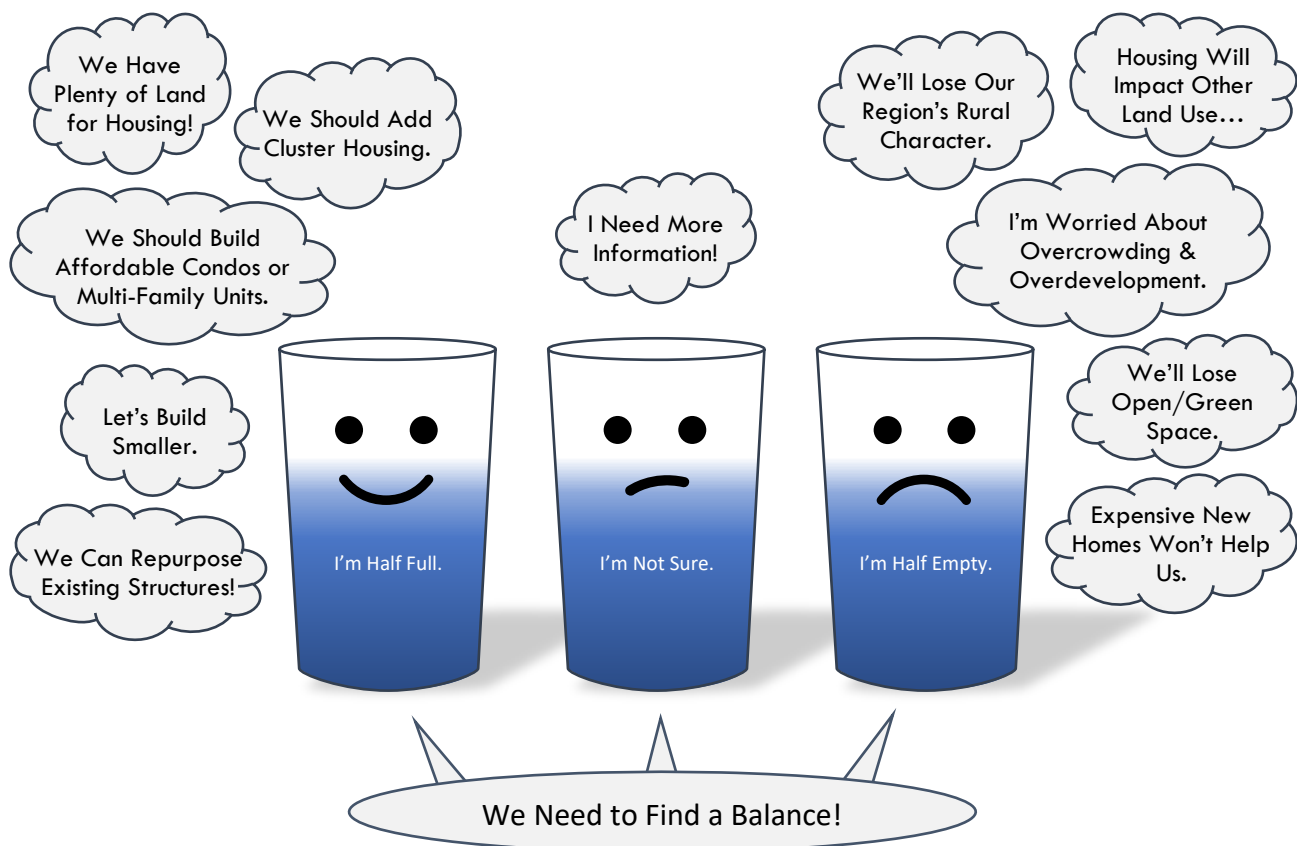 We Have
Plenty of Land
for Housing!
We Should Add
Cluster Housing.
We Should Build
Affordable Condos or
Multi-Family Units.
Let's Build
Smaller.
We Can Repurpose
Existing Structures!
I Need More
Information!
We'll Lose Our
Region's Rural
Character.
Housing Will
Impact Other
Land Use…
I'm Worried About
Overcrowding &
Overdevelopment.
We'll Lose
Open/Green
Space.
Expensive New
Homes Won't Help
Us.
I'm Half Full.
I'm Not Sure.
I'm Half Empty.
We Need to Find a Balance!